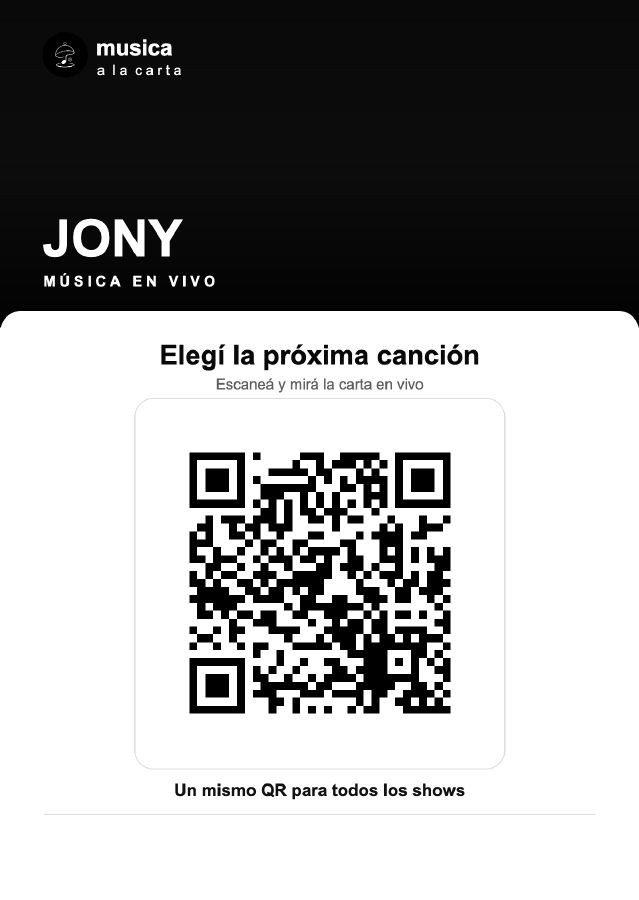 musica
a la carta
JONY
MÚSICA EN VIVO
Elegí la próxima canción
Escaneá y mirá la carta en vivo
Un mismo QR para todos los shows